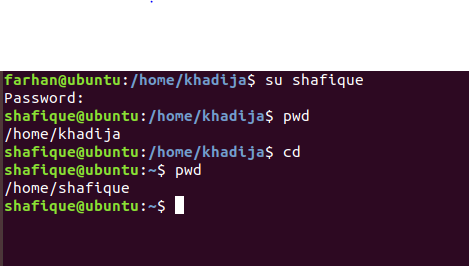 farhan@ubuntu:/home/khadija$ su shafique
Password:
shafique@ubuntu:/home/khadija$ pwd
/home/khadija
shafique@ubuntu:/home/khadija$ cd
shafique@ubuntu:~$ pwd
/home/shafique
shafique@ubuntu:~$